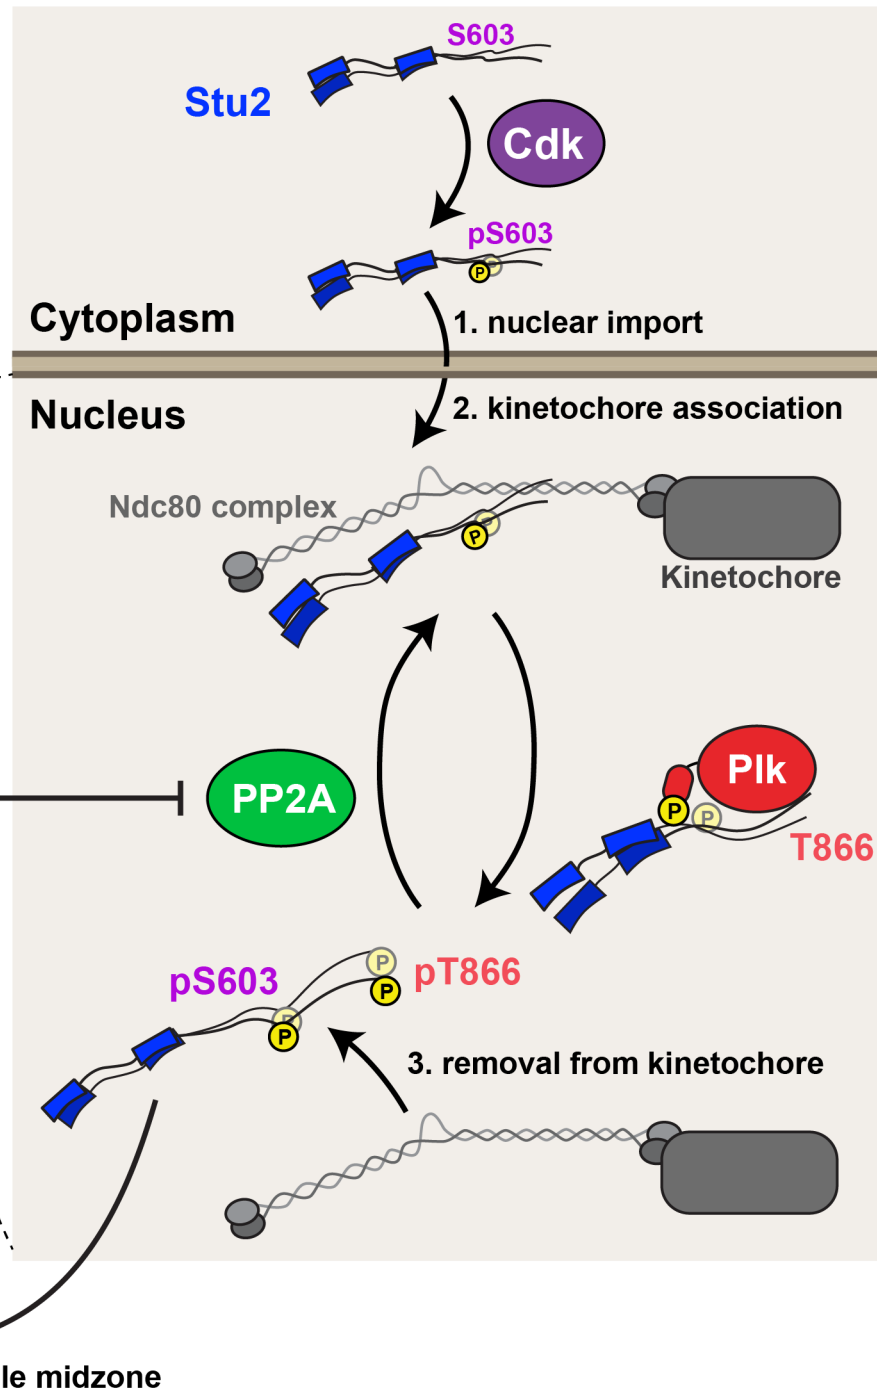 S603
Stu2
Cdk
pS603
P
P
Cytoplasm
1. nuclear import
Nucleus
2. kinetochore association
Ndc80 complex
P
P
Kinetochore
Plk
PP2A
P
P
T866
P
pS603
pT866
P
P
P
3. removal from kinetochore
le midzone